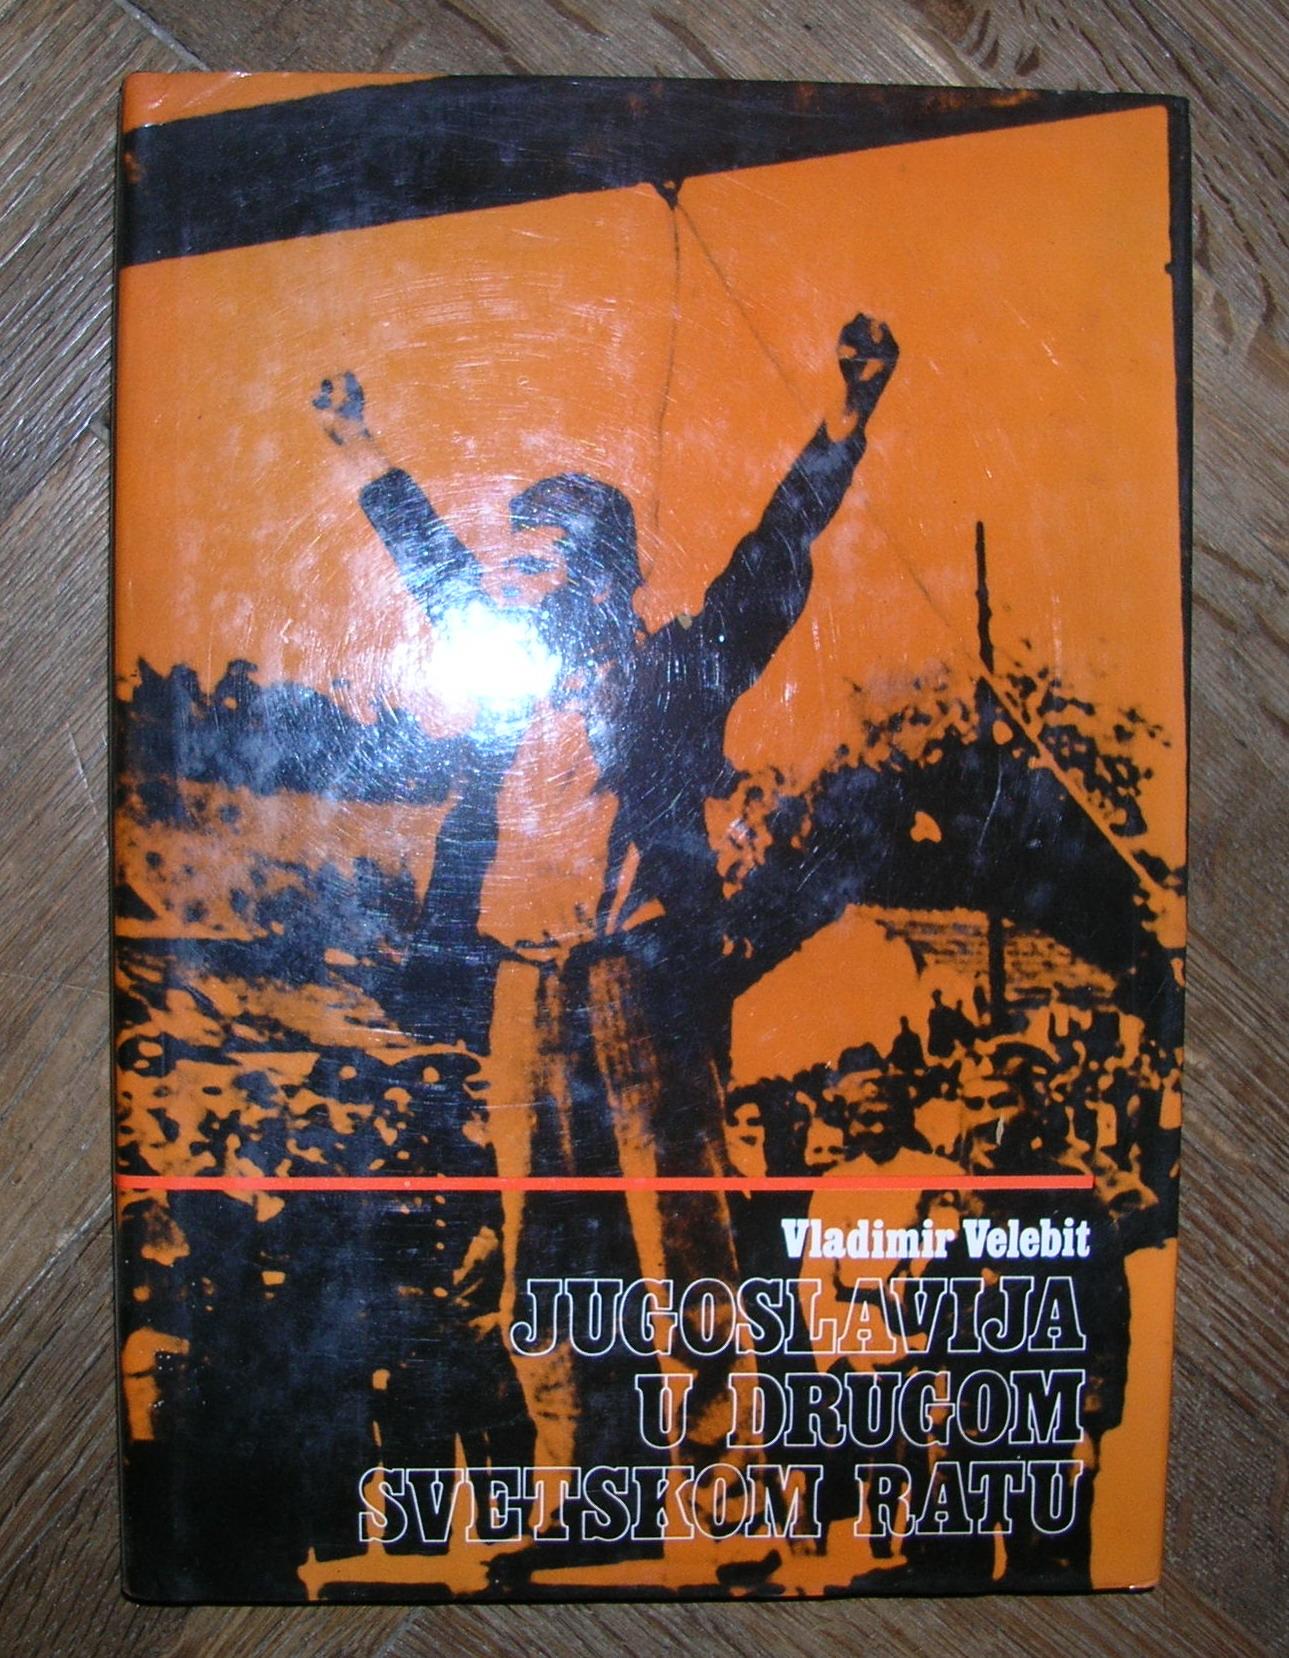 Vladimir Velebit
JUGOSLAVIJA
U DRUGOM
SVETSKOM RATU